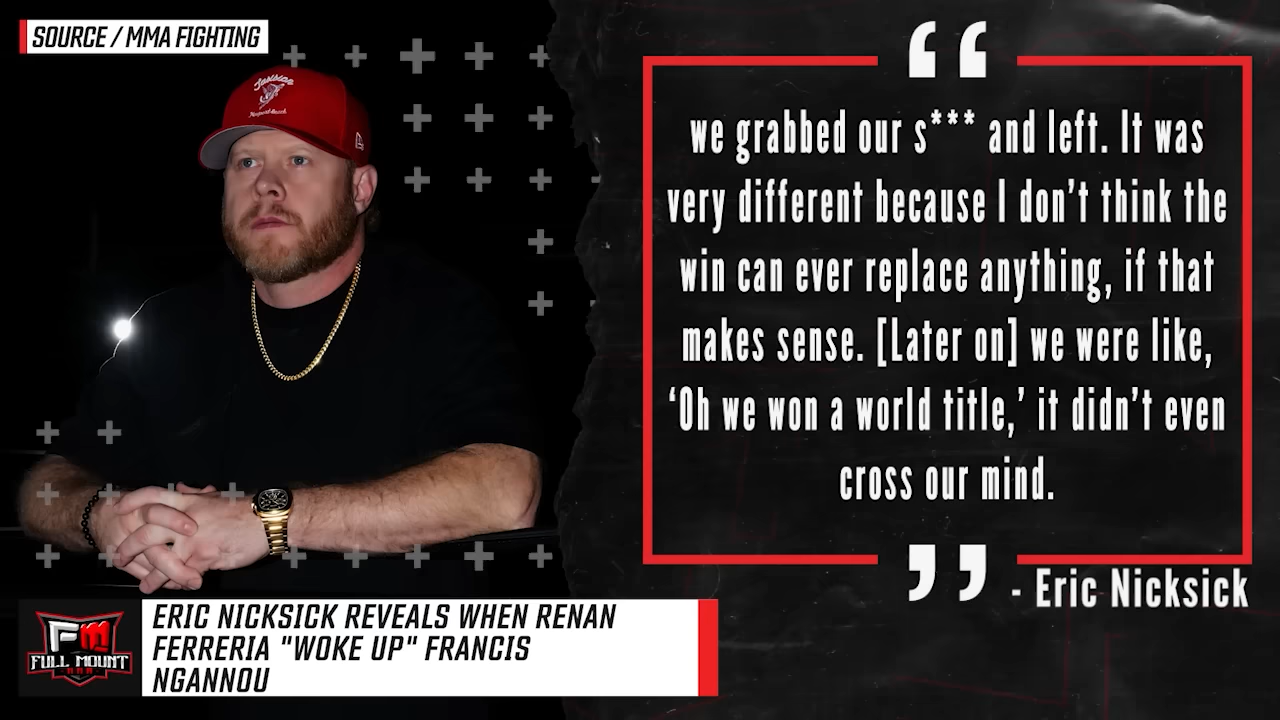 SOURCE / MMA FIGHTING
“
we grabbed our s*** and left. It was
very different because I don’t think the
win can ever replace anything, if that
makes sense. [Later on] we were like,
‘Oh we won a world title,’ it didn’t even
cross our mind.
”
- Eric Nicksick
ERIC NICKSICK REVEALS WHEN RENAN
FERRERIA "WOKE UP" FRANCIS
NGANNOU
FM
FULL MOUNT